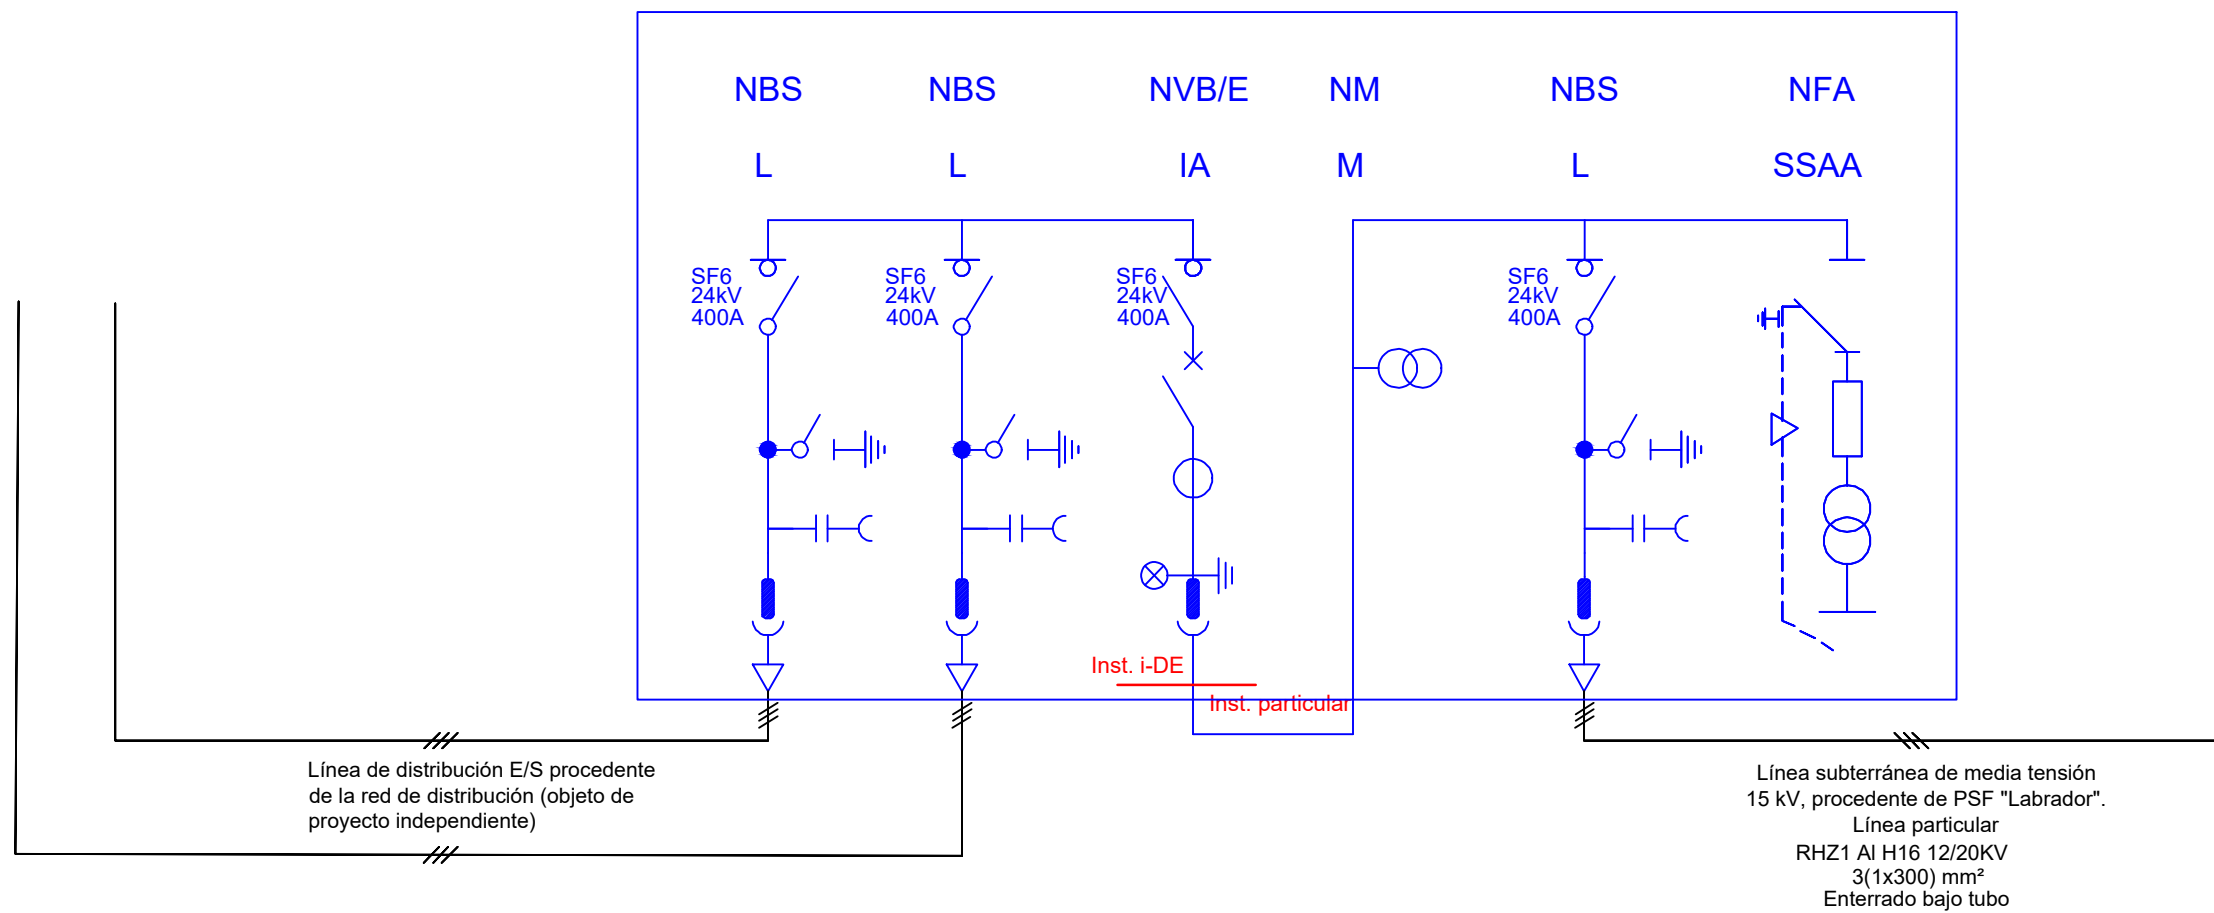 NBS NBS NVB/E NM NBS NFA
L L IA M L SSAA
SF6
24kV
400A
SF6
24kV
400A
SF6
24kV
400A
SF6
24kV
400A
Inst. i-DE
Inst. particular
Línea de distribución E/S procedente
de la red de distribución (objeto de
proyecto independiente)
Línea subterránea de media tensión
15 kV, procedente de PSF "Labrador".
Línea particular
RHZ1 Al H16 12/20KV
3(1x300) mm²
Enterrado bajo tubo